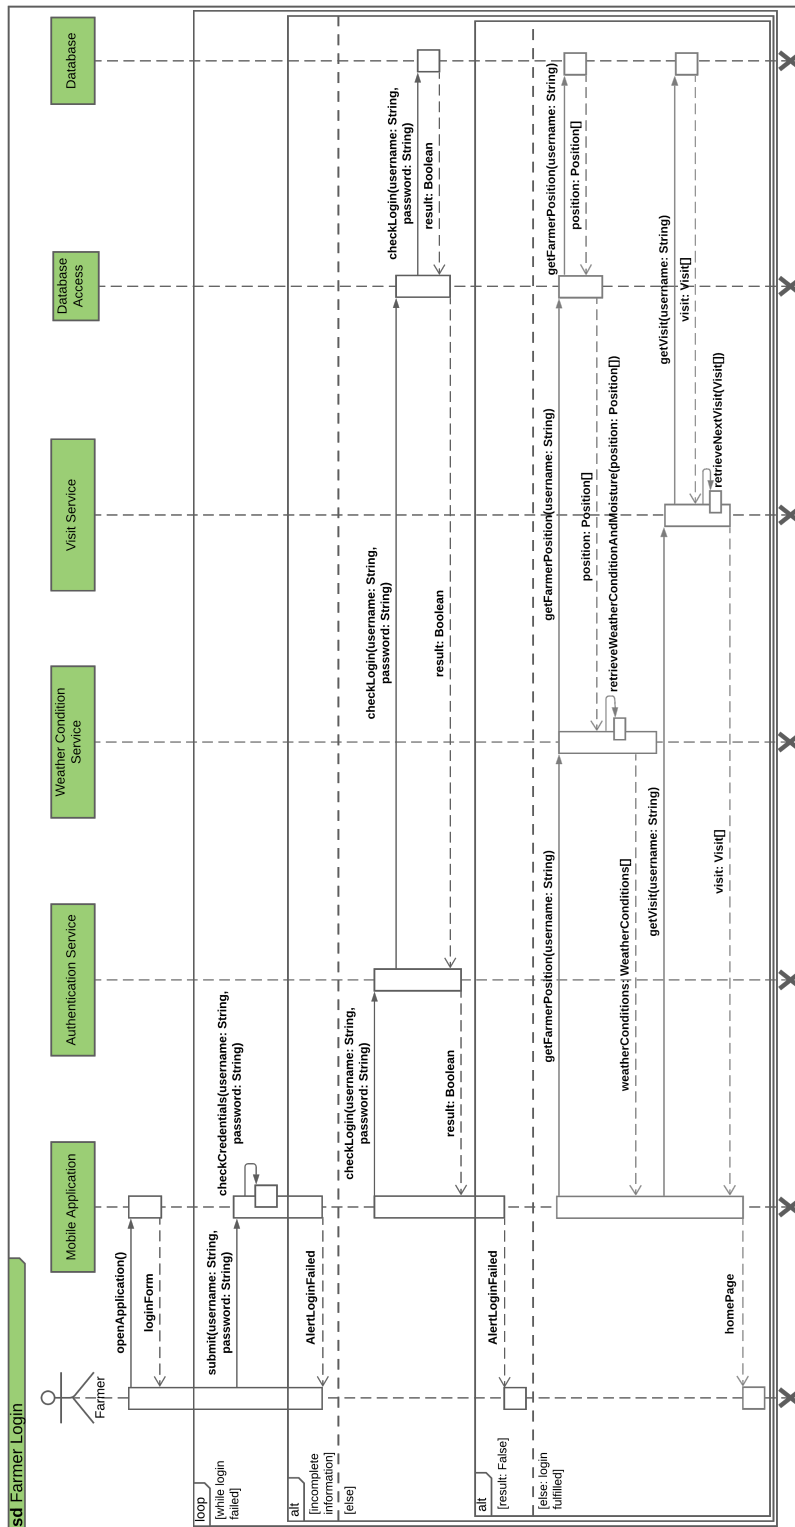 sd Farmer Login
Farmer
Mobile Application
Authentication Service
Weather Condition
Service
Visit Service
Database
Access
Database
openApplication()
loginForm
loop
[while login
failed]
submit(username: String,
password: String)
checkCredentials(username: String,
password: String)
alt
[incomplete
information]
AlertLoginFailed
[else]
checkLogin(username: String,
password: String)
checkLogin(username: String,
password: String)
checkLogin(username: String,
password: String)
result: Boolean
result: Boolean
result: Boolean
alt
[result: False]
AlertLoginFailed
[else: login
fulfilled]
getFarmerPosition(username: String)
getFarmerPosition(username: String)
getFarmerPosition(username: String)
position: Position[]
position: Position[]
retrieveWeatherConditionAndMoisture(position: Position[])
weatherConditions: WeatherConditions[]
getVisit(username: String)
getVisit(username: String)
visit: Visit[]
retrieveNextVisit(Visit[])
visit: Visit[]
homePage